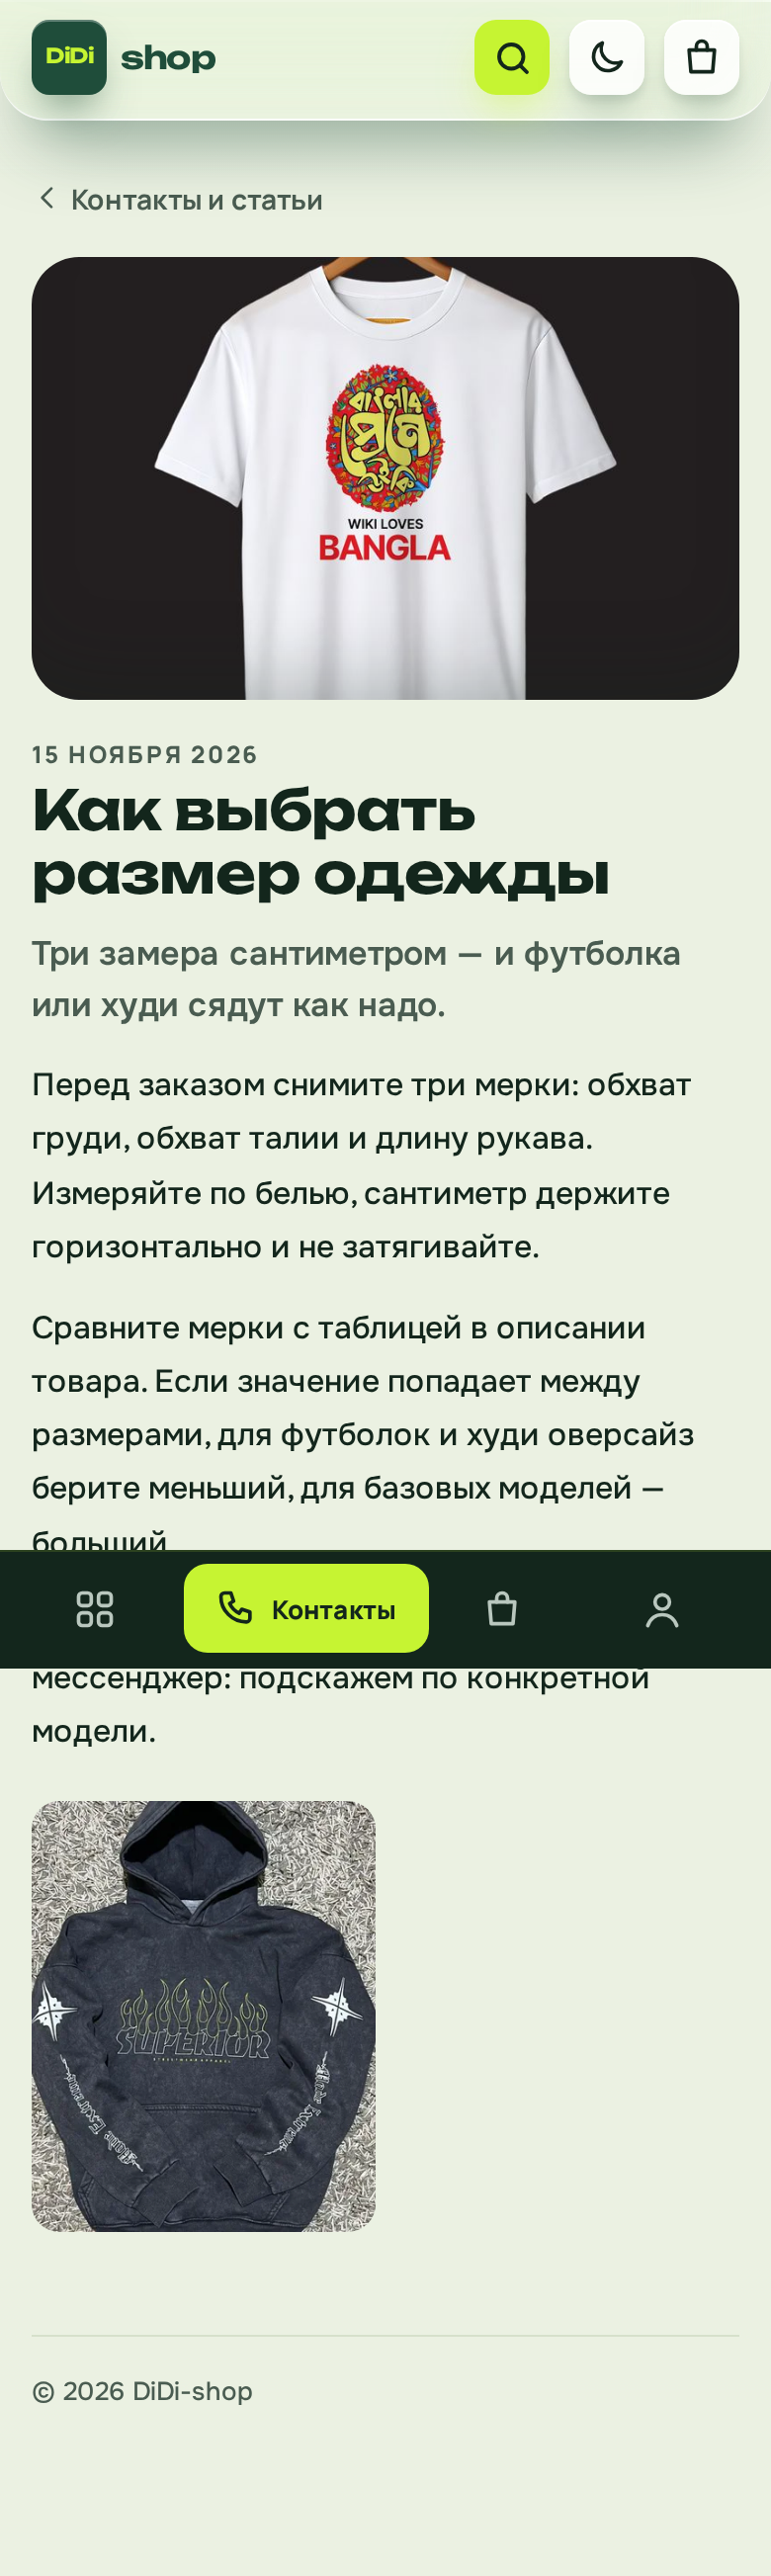 DiDi shop
Контакты и статьи
বাংলার
প্রেমে
উইকি
WIKI LOVES
BANGLA
15 НОЯБРЯ 2026
Как выбрать
размер одежды
Три замера сантиметром — и футболка
или худи сядут как надо.
Перед заказом снимите три мерки: обхват
груди, обхват талии и длину рукава.
Измеряйте по белью, сантиметр держите
горизонтально и не затягивайте.
Сравните мерки с таблицей в описании
товара. Если значение попадает между
размерами, для футболок и худи оверсайз
берите меньший, для базовых моделей —
больший
Контакты
мессенджер: подскажем по конкретной
модели.
SUPERIOR
© 2026 DiDi-shop